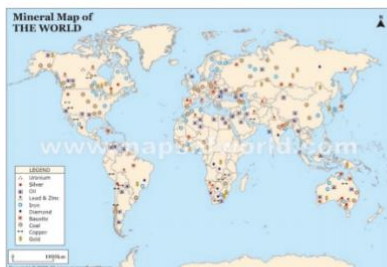 Mineral Map of
THE WORLD
www.mapsofworld.com
LEGEND
Uranium
Silver
Oil
Lead & Zinc
Iron
Diamond
Bauxite
Coal
Copper
Gold